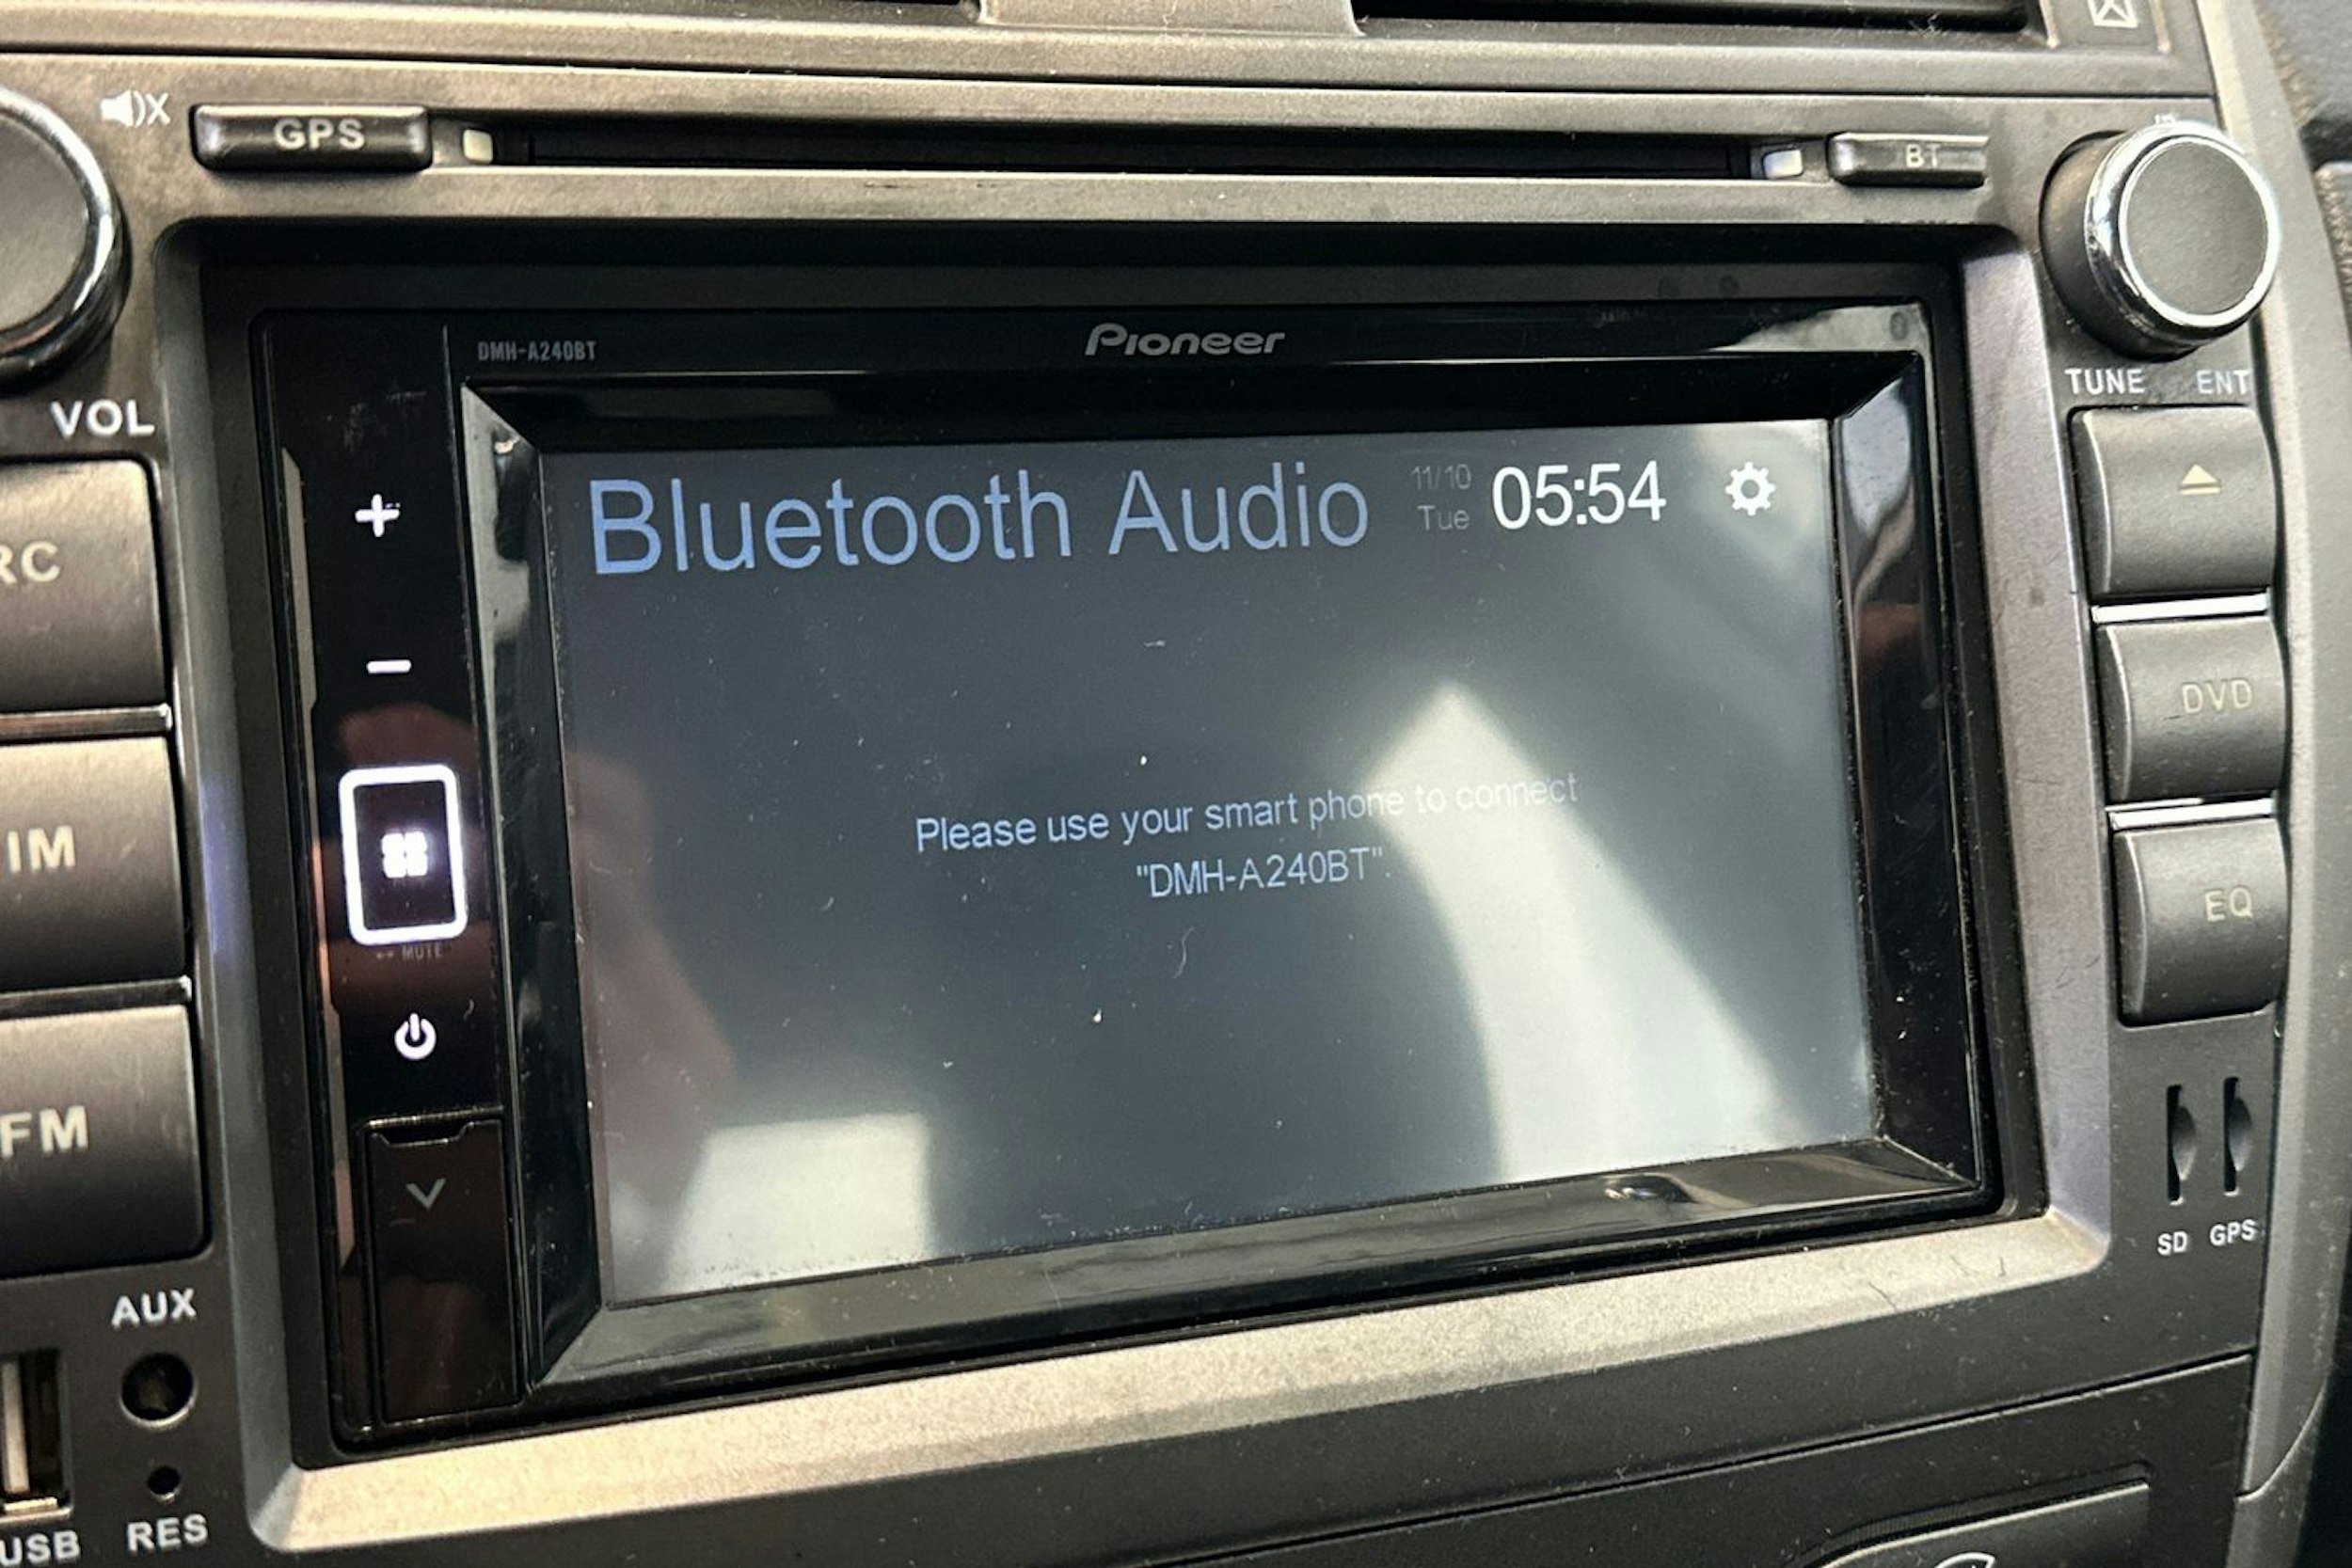 GPS
BT
VOL
TUNE ENT
DMH-A240BT
Pioneer
Bluetooth Audio
11/10
Tue
05:54
Please use your smart phone to connect
"DMH-A240BT".
RC
IM
FM
MUTE
DVD
EQ
SD GPS
AUX
USB
RES